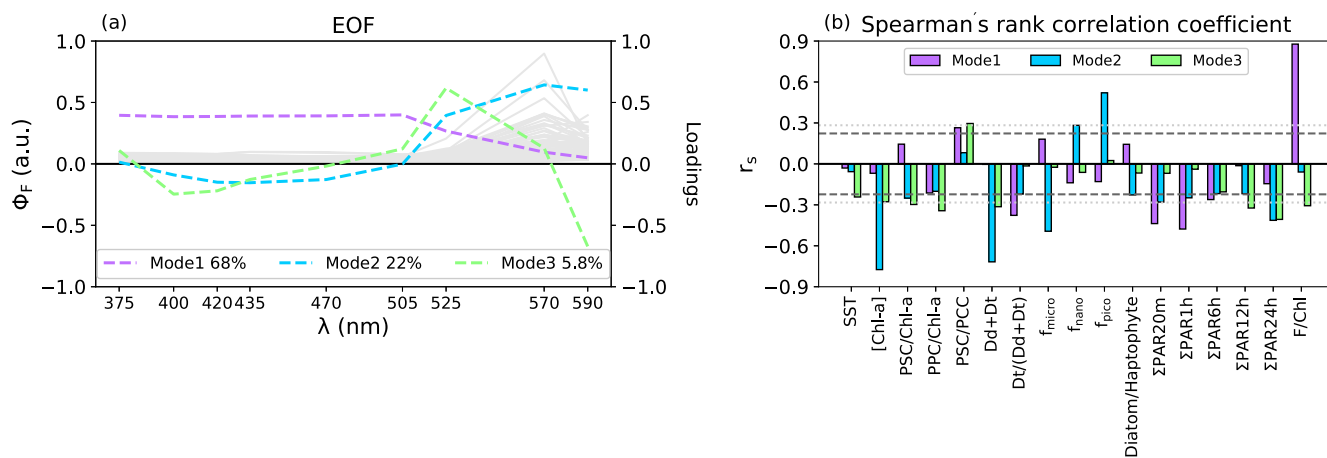 (a)
EOF
1.0
0.5
0.0
−0.5
−1.0
Φ_F (a.u.)
1.0
0.5
0.0
−0.5
−1.0
Loadings
Mode1 68%
Mode2 22%
Mode3 5.8%
375
400
420
435
470
505
525
570
590
λ (nm)
(b)
Spearman's rank correlation coefficient
0.9
0.6
0.3
0.0
−0.3
−0.6
−0.9
r_s
Mode1
Mode2
Mode3
SST
[Chl-a]
PSC/Chl-a
PPC/Chl-a
PSC/PCC
Dd+Dt
Dt/(Dd+Dt)
f_micro
f_nano
f_pico
Diatom/Haptophyte
ΣPAR20m
ΣPAR1h
ΣPAR6h
ΣPAR12h
ΣPAR24h
F/Chl